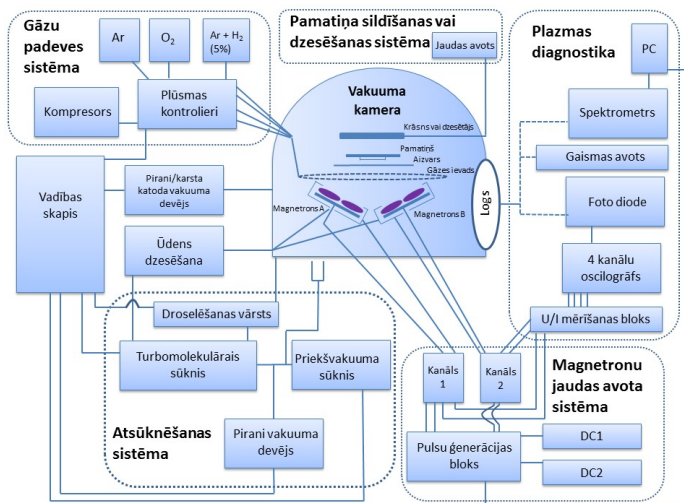 Gāzu
padeves
sistēma
Ar
O2
Ar + H2
(5%)
Kompresors
Plūsmas
kontrolieri
Pamatiņa sildīšanas vai
dzesēšanas sistēma
Jaudas avots
Plazmas
diagnostika
PC
Spektrometrs
Gaismas avots
Foto diode
4 kanālu
oscilogrāfs
U/I mērīšanas bloks
Vakuuma
kamera
Krāsns vai dzesētājs
Pamatiņš
Aizvars
Gāzes ievads
Magnetrons A
Magnetrons B
Logs
Vadības
skapis
Pirani/karsta
katoda vakuuma
devējs
Ūdens
dzesēšana
Droselēšanas vārsts
Turbomolekulārais
sūknis
Priekšvakuuma
sūknis
Atsūknēšanas
sistēma
Pirani vakuuma
devējs
Kanāls
1
Kanāls
2
Magnetronu
jaudas avota
sistēma
Pulsu ģenerācijas
bloks
DC1
DC2